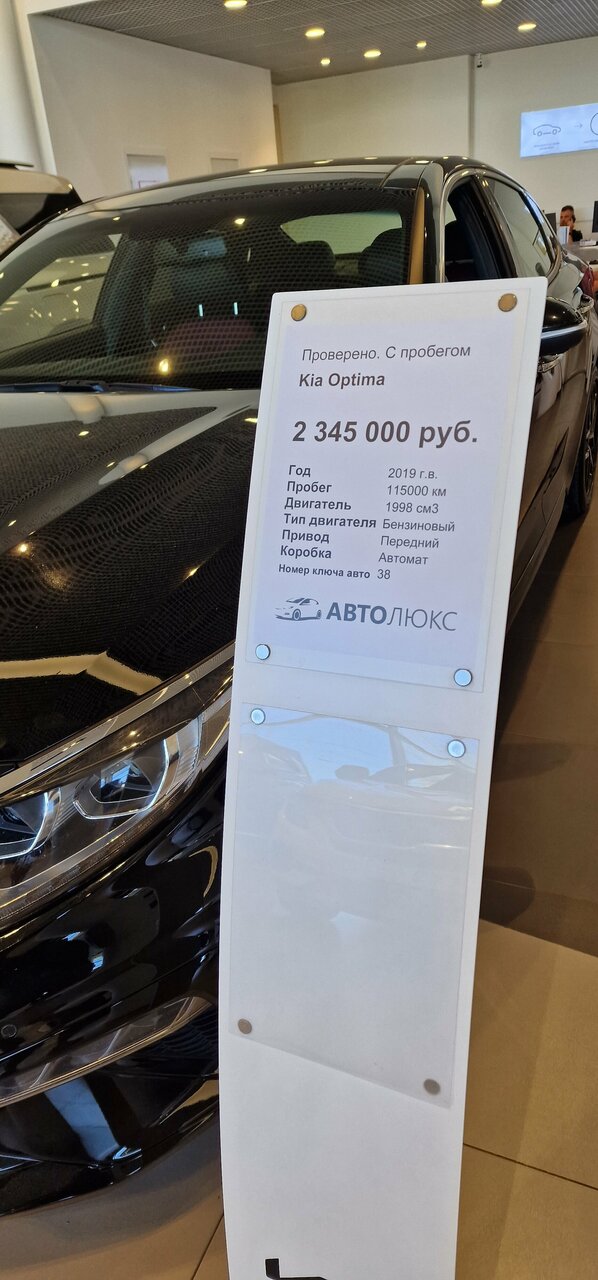 Проверено. С пробегом
Kia Optima
2 345 000 руб.
Год 2019 г.в.
Пробег 115000 км
Двигатель 1998 см3
Тип двигателя Бензиновый
Привод Передний
Коробка Автомат
Номер ключа авто 38
АВТОЛЮКС